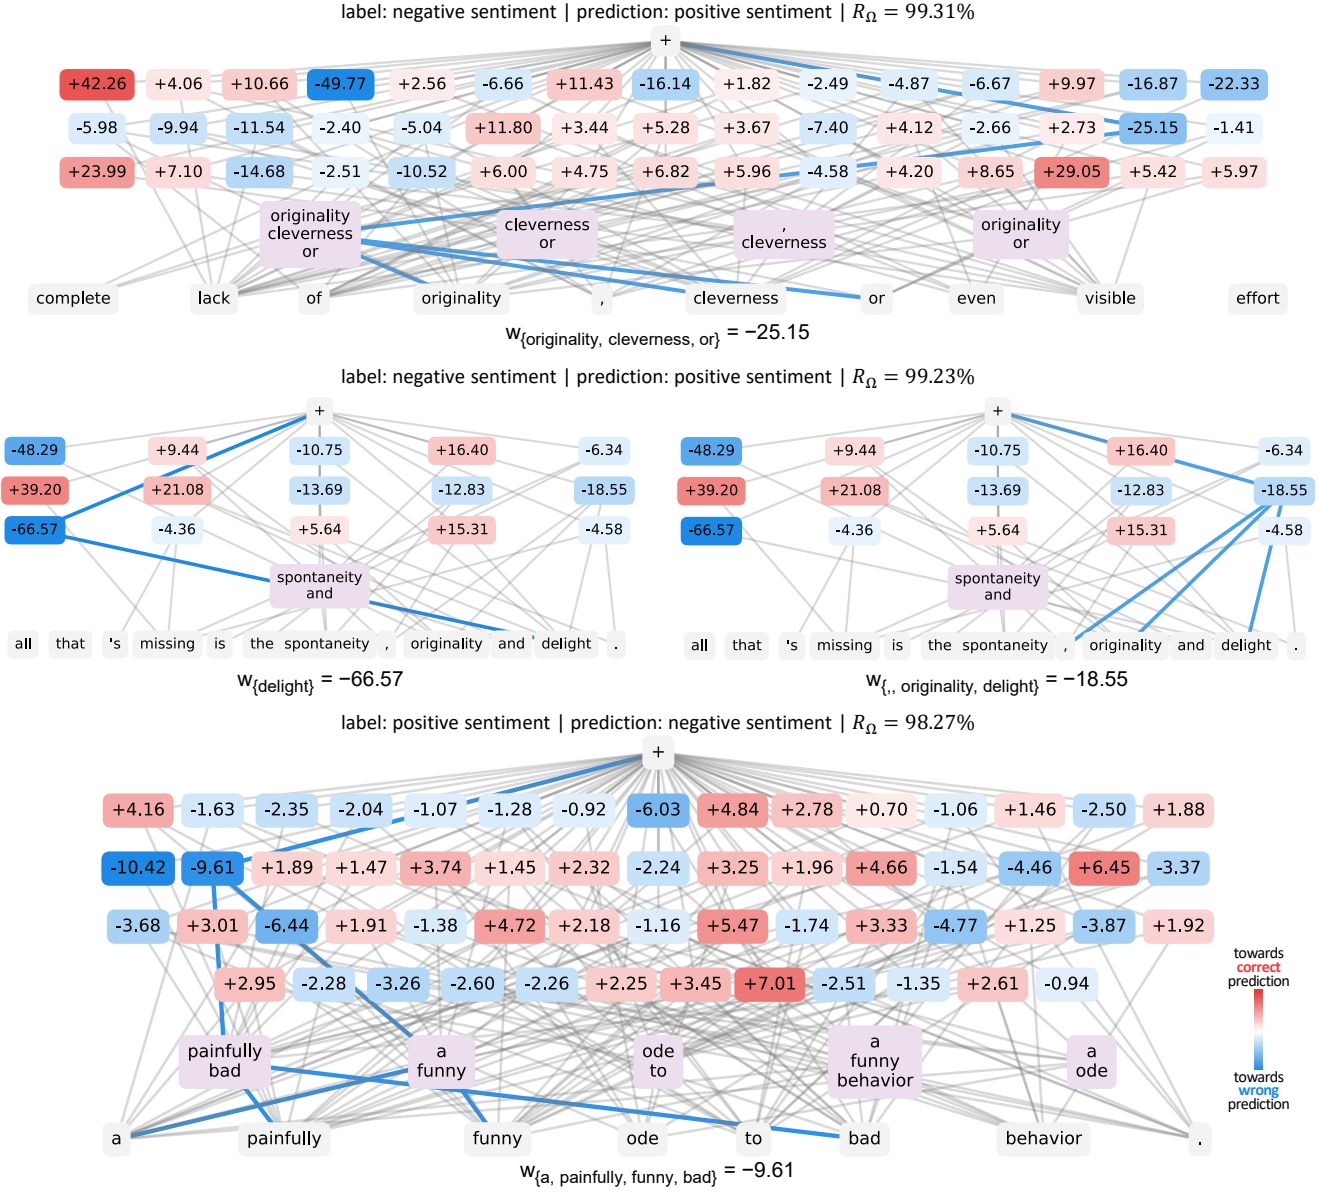 label: negative sentiment | prediction: positive sentiment | R_Ω = 99.31%
+
+42.26 +4.06 +10.66 -49.77 +2.56 -6.66 +11.43 -16.14 +1.82 -2.49 -4.87 -6.67 +9.97 -16.87 -22.33
-5.98 -9.94 -11.54 -2.40 -5.04 +11.80 +3.44 +5.28 +3.67 -7.40 +4.12 -2.66 +2.73 -25.15 -1.41
+23.99 +7.10 -14.68 -2.51 -10.52 +6.00 +4.75 +6.82 +5.96 -4.58 +4.20 +8.65 +29.05 +5.42 +5.97
originality
cleverness
or
cleverness
or
,
cleverness
originality
or
complete lack of originality , cleverness or even visible effort
w{originality, cleverness, or} = −25.15
label: negative sentiment | prediction: positive sentiment | R_Ω = 99.23%
+
-48.29 +9.44 -10.75 +16.40 -6.34
+39.20 +21.08 -13.69 -12.83 -18.55
-66.57 -4.36 +5.64 +15.31 -4.58
spontaneity
and
all that 's missing is the spontaneity , originality and delight .
w{delight} = −66.57
+
-48.29 +9.44 -10.75 +16.40 -6.34
+39.20 +21.08 -13.69 -12.83 -18.55
-66.57 -4.36 +5.64 +15.31 -4.58
spontaneity
and
all that 's missing is the spontaneity , originality and delight .
w{,, originality, delight} = −18.55
label: positive sentiment | prediction: negative sentiment | R_Ω = 98.27%
+
+4.16 -1.63 -2.35 -2.04 -1.07 -1.28 -0.92 -6.03 +4.84 +2.78 +0.70 -1.06 +1.46 -2.50 +1.88
-10.42 -9.61 +1.89 +1.47 +3.74 +1.45 +2.32 -2.24 +3.25 +1.96 +4.66 -1.54 -4.46 +6.45 -3.37
-3.68 +3.01 -6.44 +1.91 -1.38 +4.72 +2.18 -1.16 +5.47 -1.74 +3.33 -4.77 +1.25 -3.87 +1.92
+2.95 -2.28 -3.26 -2.60 -2.26 +2.25 +3.45 +7.01 -2.51 -1.35 +2.61 -0.94
painfully
bad
a
funny
ode
to
a
funny
behavior
a
ode
a painfully funny ode to bad behavior .
w{a, painfully, funny, bad} = −9.61
towards
correct
prediction
towards
wrong
prediction